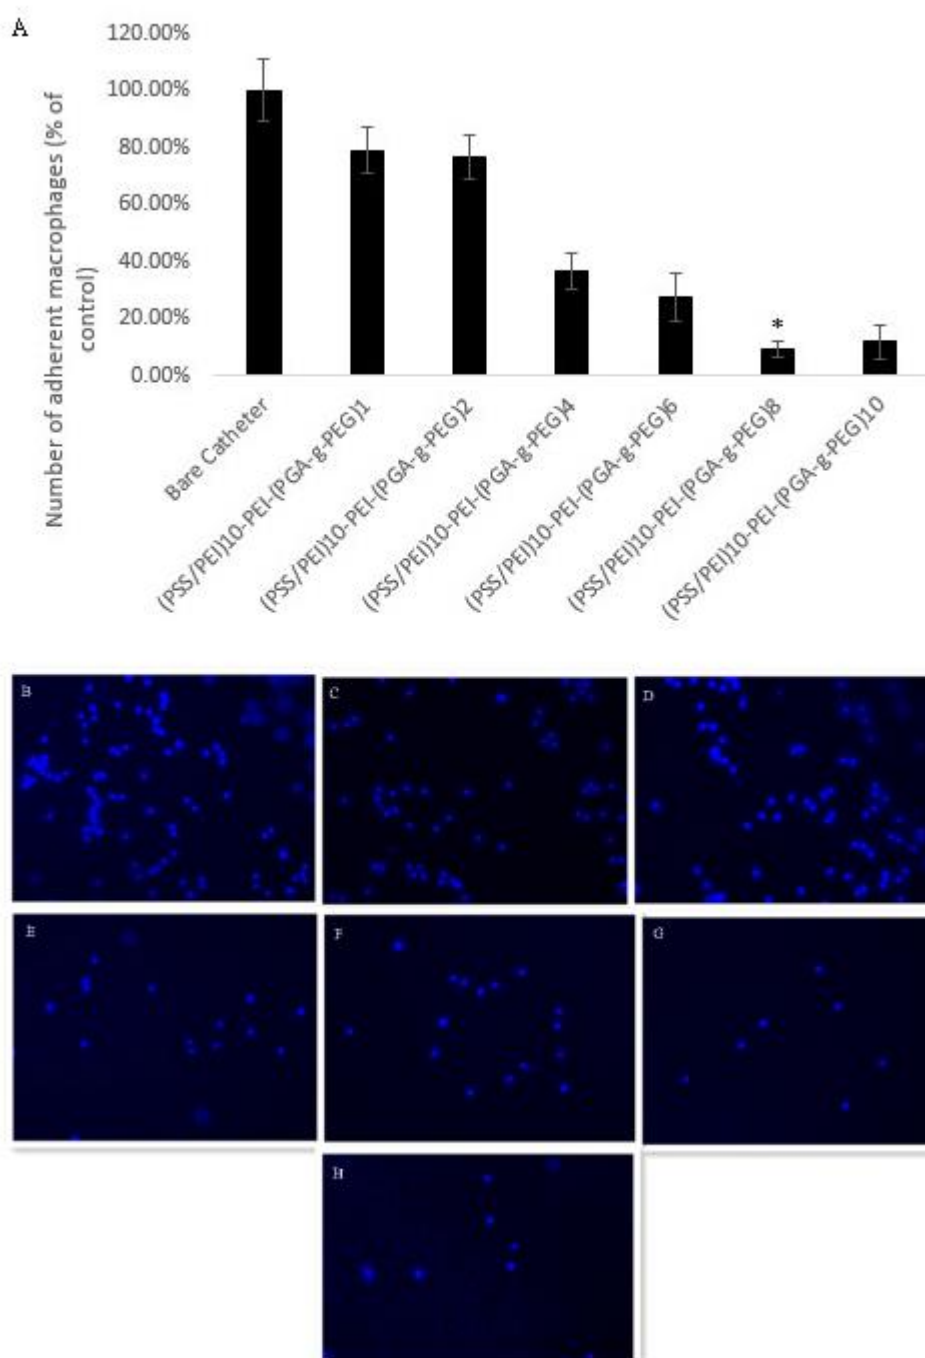 A
120.00%
100.00%
80.00%
60.00%
40.00%
20.00%
0.00%
Number of adherent macrophages (% of
control)
*
Bare Catheter
(PSS/PEI)10-PEI-(PGA-g-PEG)1
(PSS/PEI)10-PEI-(PGA-g-PEG)2
(PSS/PEI)10-PEI-(PGA-g-PEG)4
(PSS/PEI)10-PEI-(PGA-g-PEG)6
(PSS/PEI)10-PEI-(PGA-g-PEG)8
(PSS/PEI)10-PEI-(PGA-g-PEG)10
B
C
D
E
F
G
H